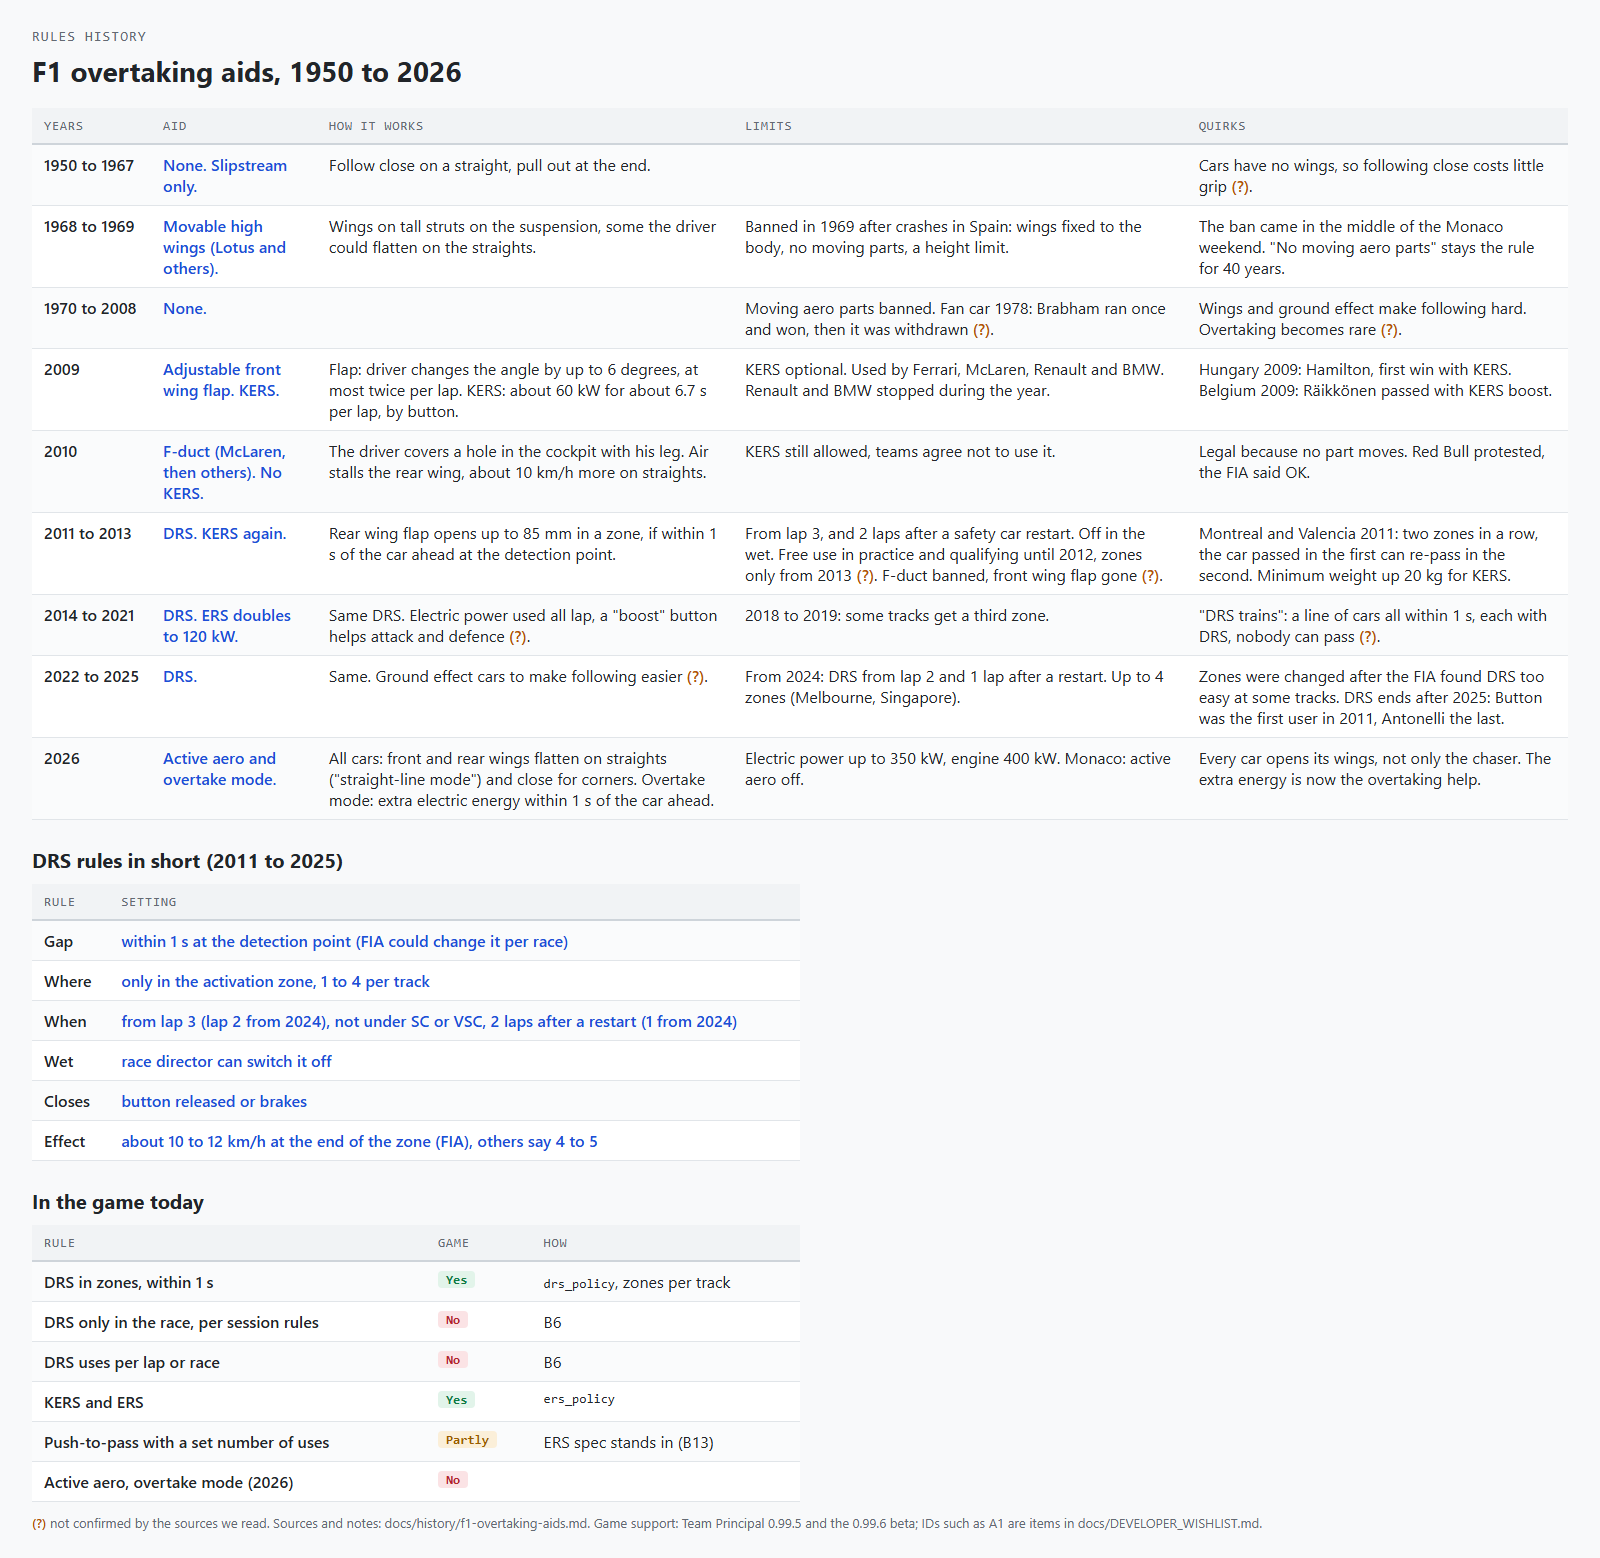 RULES HISTORY
F1 overtaking aids, 1950 to 2026
YEARS AID HOW IT WORKS LIMITS QUIRKS
1950 to 1967
None. Slipstream
only.
Follow close on a straight, pull out at the end.
Cars have no wings, so following close costs little
grip (?).
1968 to 1969
Movable high
wings (Lotus and
others).
Wings on tall struts on the suspension, some the driver
could flatten on the straights.
Banned in 1969 after crashes in Spain: wings fixed to the
body, no moving parts, a height limit.
The ban came in the middle of the Monaco
weekend. "No moving aero parts" stays the rule
for 40 years.
1970 to 2008
None.
Moving aero parts banned. Fan car 1978: Brabham ran once
and won, then it was withdrawn (?).
Wings and ground effect make following hard.
Overtaking becomes rare (?).
2009
Adjustable front
wing flap. KERS.
Flap: driver changes the angle by up to 6 degrees, at
most twice per lap. KERS: about 60 kW for about 6.7 s
per lap, by button.
KERS optional. Used by Ferrari, McLaren, Renault and BMW.
Renault and BMW stopped during the year.
Hungary 2009: Hamilton, first win with KERS.
Belgium 2009: Räikkönen passed with KERS boost.
2010
F-duct (McLaren,
then others). No
KERS.
The driver covers a hole in the cockpit with his leg. Air
stalls the rear wing, about 10 km/h more on straights.
KERS still allowed, teams agree not to use it.
Legal because no part moves. Red Bull protested,
the FIA said OK.
2011 to 2013
DRS. KERS again.
Rear wing flap opens up to 85 mm in a zone, if within 1
s of the car ahead at the detection point.
From lap 3, and 2 laps after a safety car restart. Off in the
wet. Free use in practice and qualifying until 2012, zones
only from 2013 (?). F-duct banned, front wing flap gone (?).
Montreal and Valencia 2011: two zones in a row,
the car passed in the first can re-pass in the
second. Minimum weight up 20 kg for KERS.
2014 to 2021
DRS. ERS doubles
to 120 kW.
Same DRS. Electric power used all lap, a "boost" button
helps attack and defence (?).
2018 to 2019: some tracks get a third zone.
"DRS trains": a line of cars all within 1 s, each with
DRS, nobody can pass (?).
2022 to 2025
DRS.
Same. Ground effect cars to make following easier (?).
From 2024: DRS from lap 2 and 1 lap after a restart. Up to 4
zones (Melbourne, Singapore).
Zones were changed after the FIA found DRS too
easy at some tracks. DRS ends after 2025: Button
was the first user in 2011, Antonelli the last.
2026
Active aero and
overtake mode.
All cars: front and rear wings flatten on straights
("straight-line mode") and close for corners. Overtake
mode: extra electric energy within 1 s of the car ahead.
Electric power up to 350 kW, engine 400 kW. Monaco: active
aero off.
Every car opens its wings, not only the chaser. The
extra energy is now the overtaking help.
DRS rules in short (2011 to 2025)
RULE SETTING
Gap within 1 s at the detection point (FIA could change it per race)
Where only in the activation zone, 1 to 4 per track
When from lap 3 (lap 2 from 2024), not under SC or VSC, 2 laps after a restart (1 from 2024)
Wet race director can switch it off
Closes button released or brakes
Effect about 10 to 12 km/h at the end of the zone (FIA), others say 4 to 5
In the game today
RULE GAME HOW
DRS in zones, within 1 s Yes drs_policy, zones per track
DRS only in the race, per session rules No B6
DRS uses per lap or race No B6
KERS and ERS Yes ers_policy
Push-to-pass with a set number of uses Partly ERS spec stands in (B13)
Active aero, overtake mode (2026) No
(?) not confirmed by the sources we read. Sources and notes: docs/history/f1-overtaking-aids.md. Game support: Team Principal 0.99.5 and the 0.99.6 beta; IDs such as A1 are items in docs/DEVELOPER_WISHLIST.md.